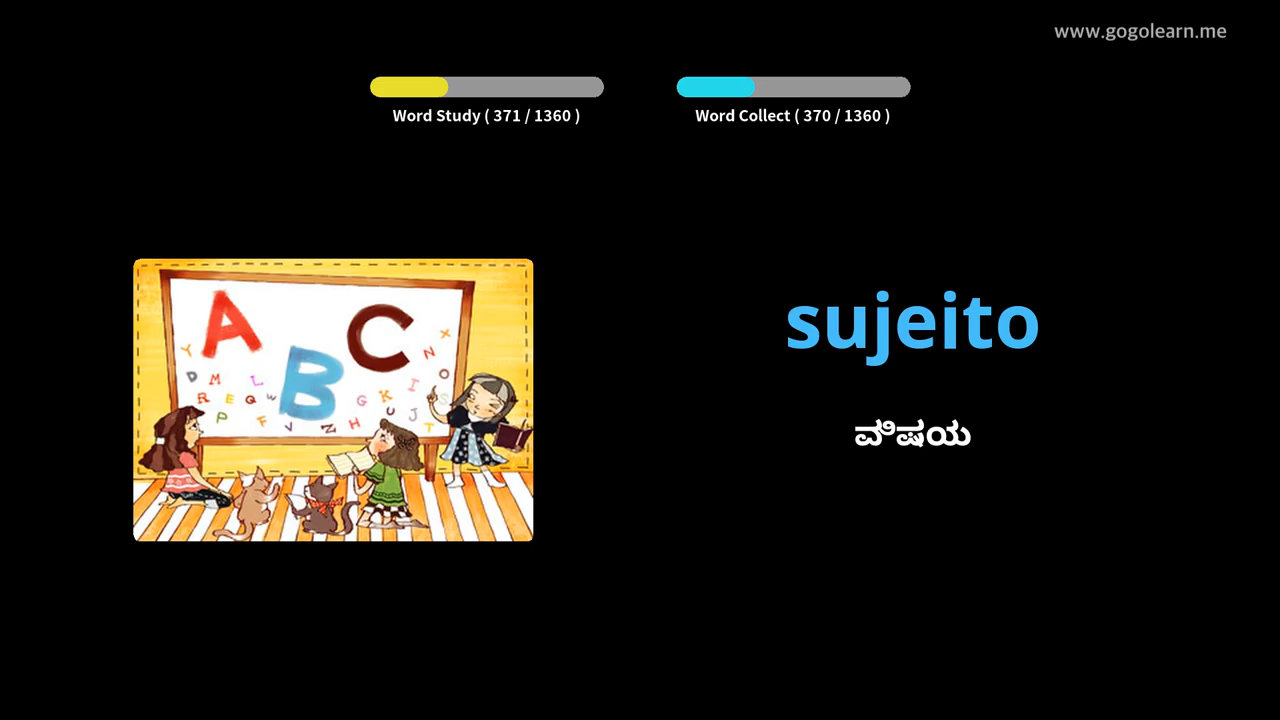 www.gogolearn.me
Word Study ( 371 / 1360 )
Word Collect ( 370 / 1360 )
A
B
C
Y
X
N
D M L
O
I
R E Q W
G K
S
P
F
V
Z H
U
J
T
sujeito
ವಿಷಯ